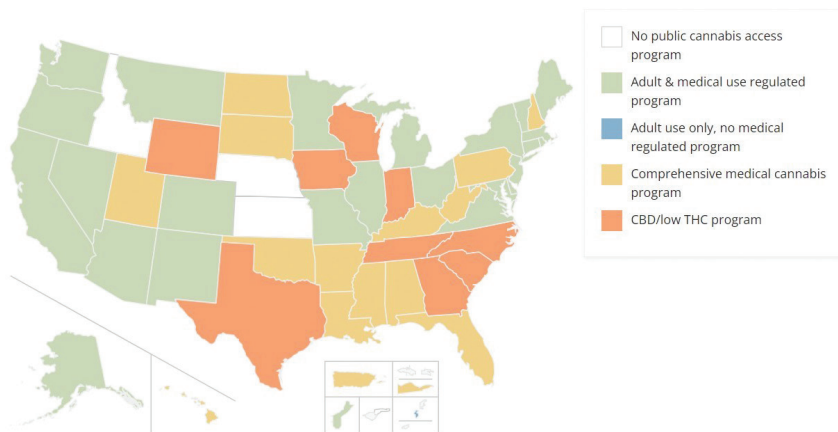 No public cannabis access
program
Adult & medical use regulated
program
Adult use only, no medical
regulated program
Comprehensive medical cannabis
program
CBD/low THC program